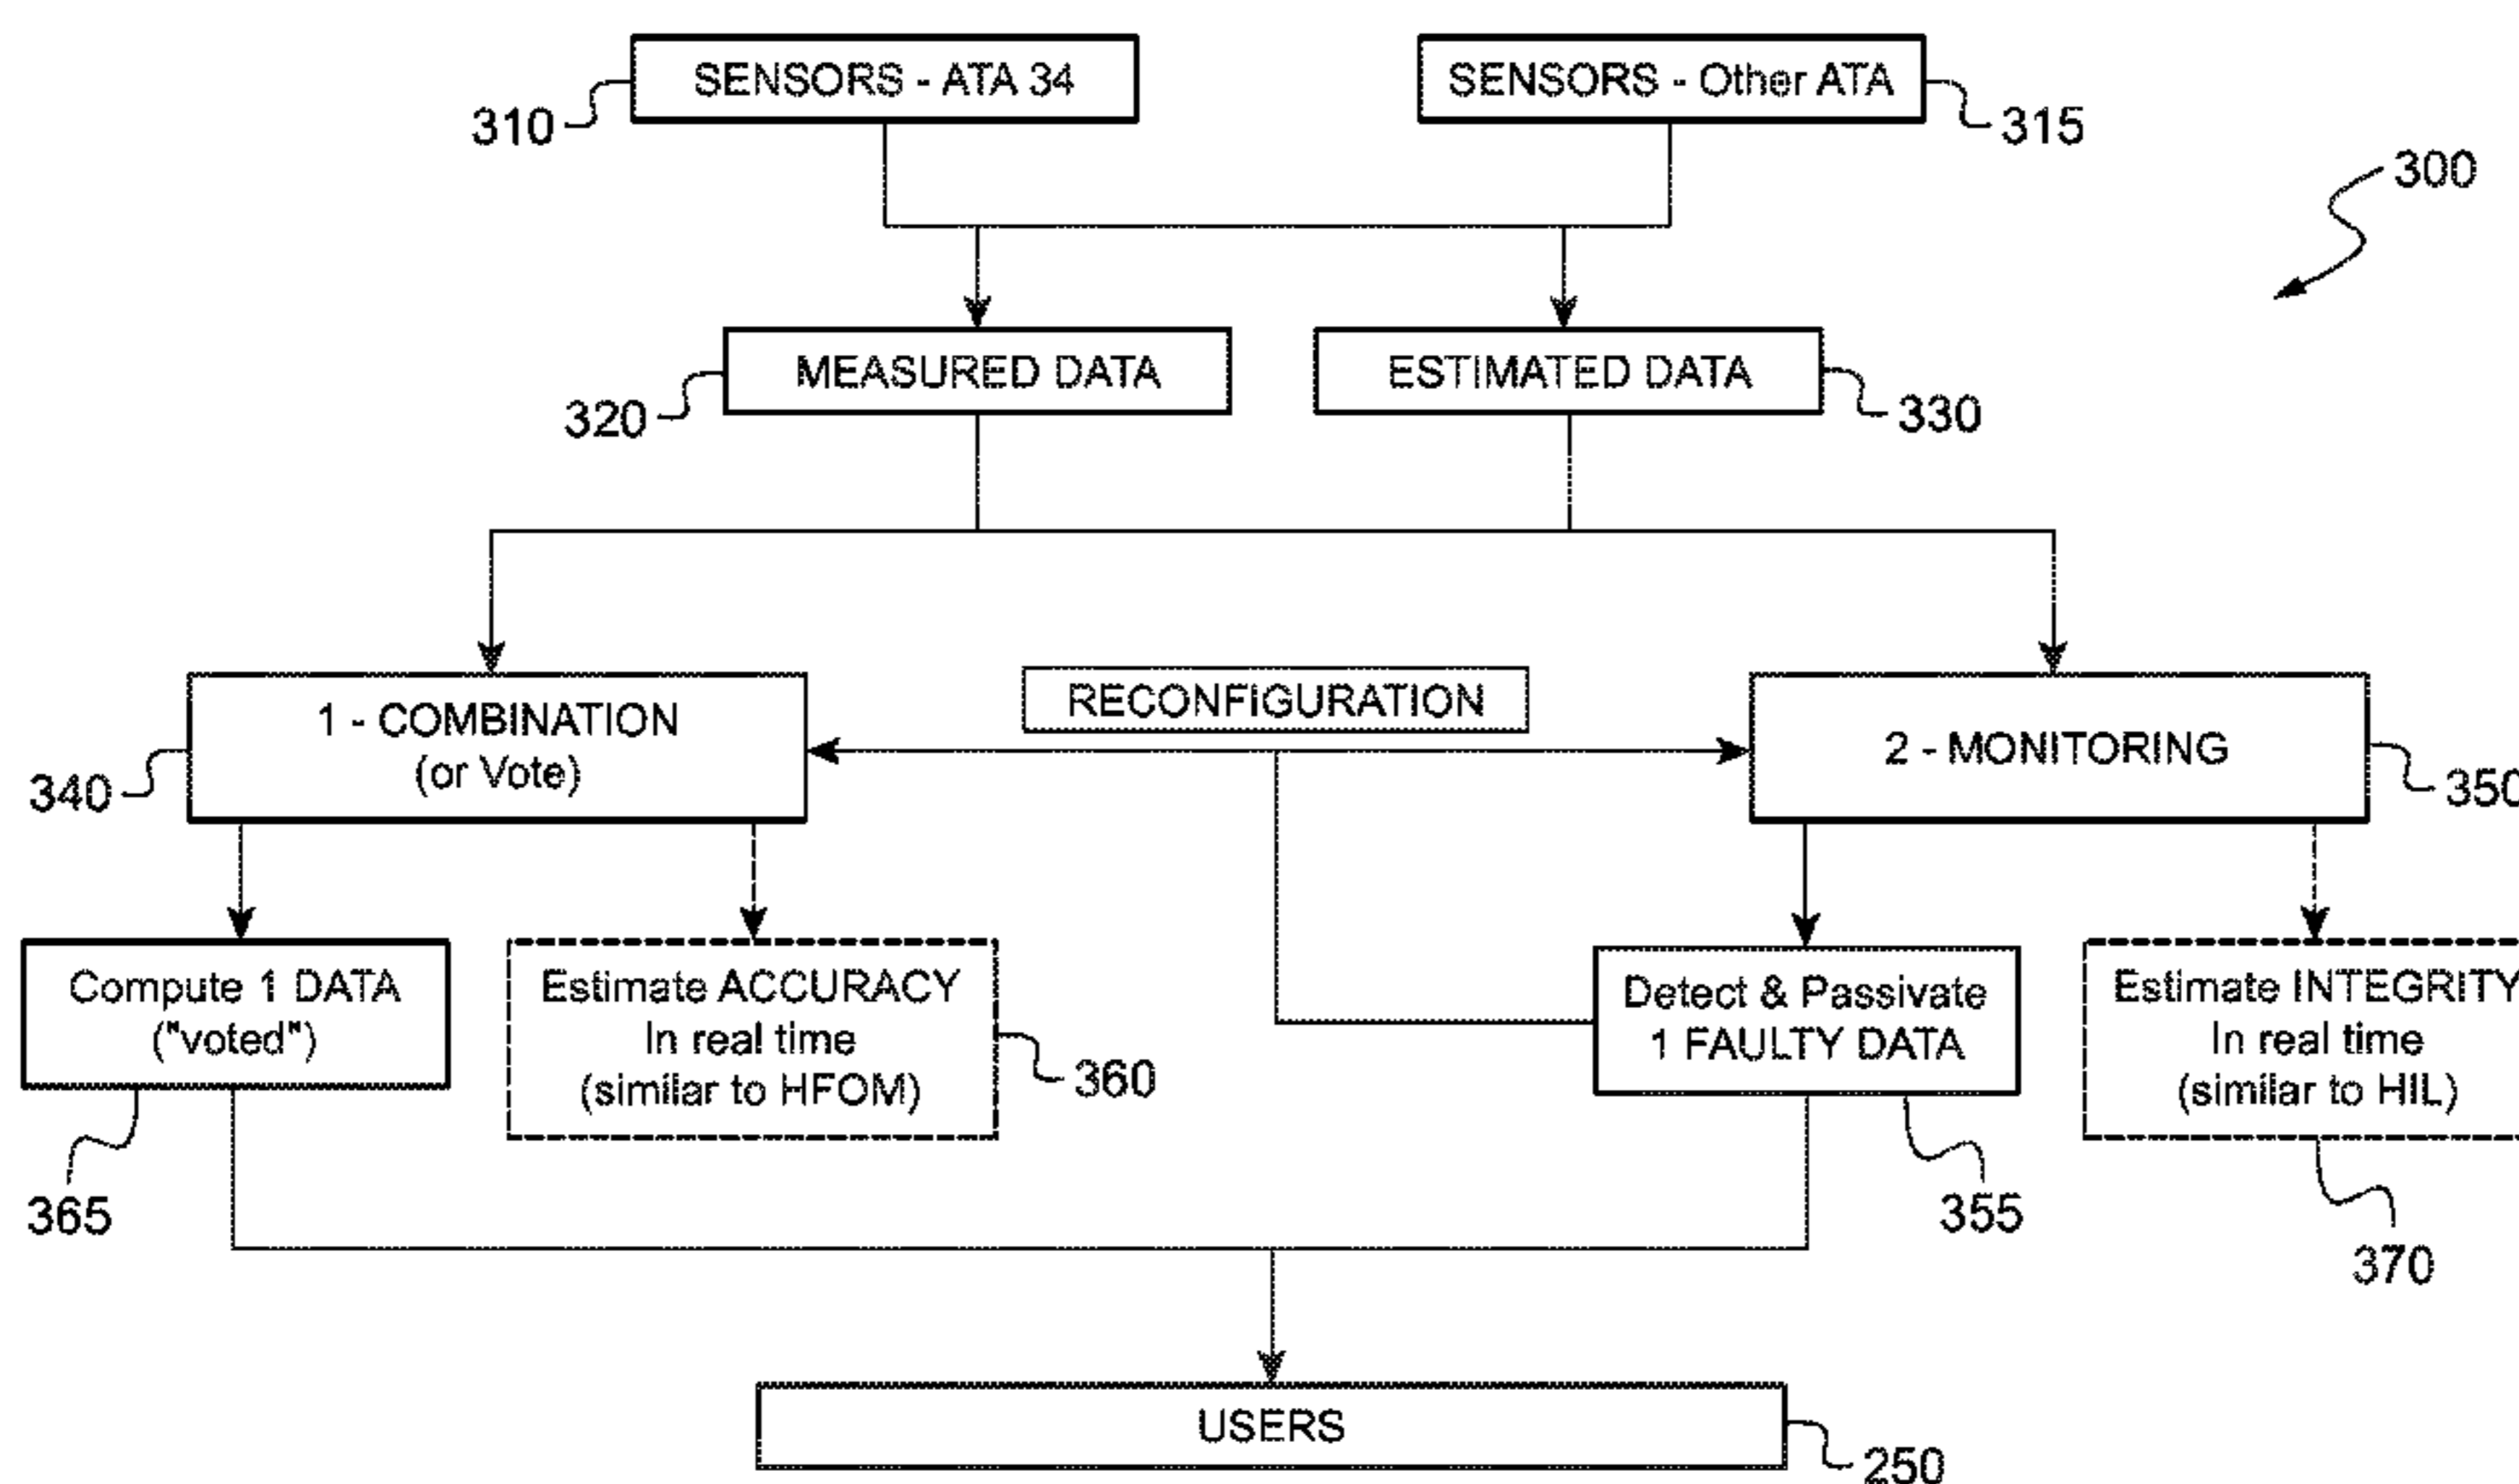 SENSORS - ATA 34
SENSORS - Other ATA
310
315
300
MEASURED DATA
ESTIMATED DATA
320
330
1 - COMBINATION
(or Vote)
RECONFIGURATION
2 - MONITORING
340
350
Compute 1 DATA
("voted")
Estimate ACCURACY
In real time
(similar to HFOM)
Detect & Passivate
1 FAULTY DATA
Estimate INTEGRITY
In real time
(similar to HIL)
360
365
355
370
USERS
250